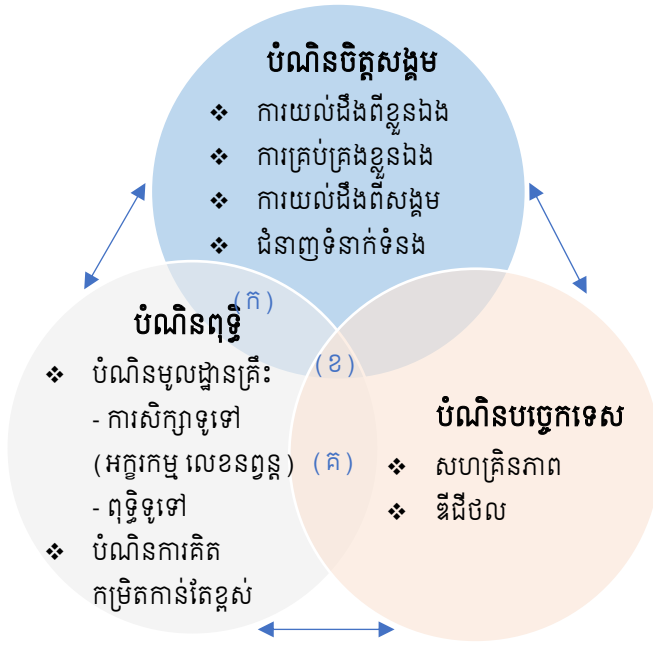 បំណិនចិត្តសង្គម
❖ ការយល់ដឹងពីខ្លួនឯង
❖ ការគ្រប់គ្រងខ្លួនឯង
❖ ការយល់ដឹងពីសង្គម
❖ ជំនាញទំនាក់ទំនង
(ក)
បំណិនពុទ្ធិ
❖ បំណិនមូលដ្ឋានគ្រឹះ
- ការសិក្សាទូទៅ
(អក្ខរកម្ម លេខនព្វន្ត)
- ពុទ្ធិទូទៅ
❖ បំណិនការគិត
កម្រិតកាន់តែខ្ពស់
(ខ)
(គ)
បំណិនបច្ចេកទេស
❖ សហគ្រិនភាព
❖ ឌីជីថល